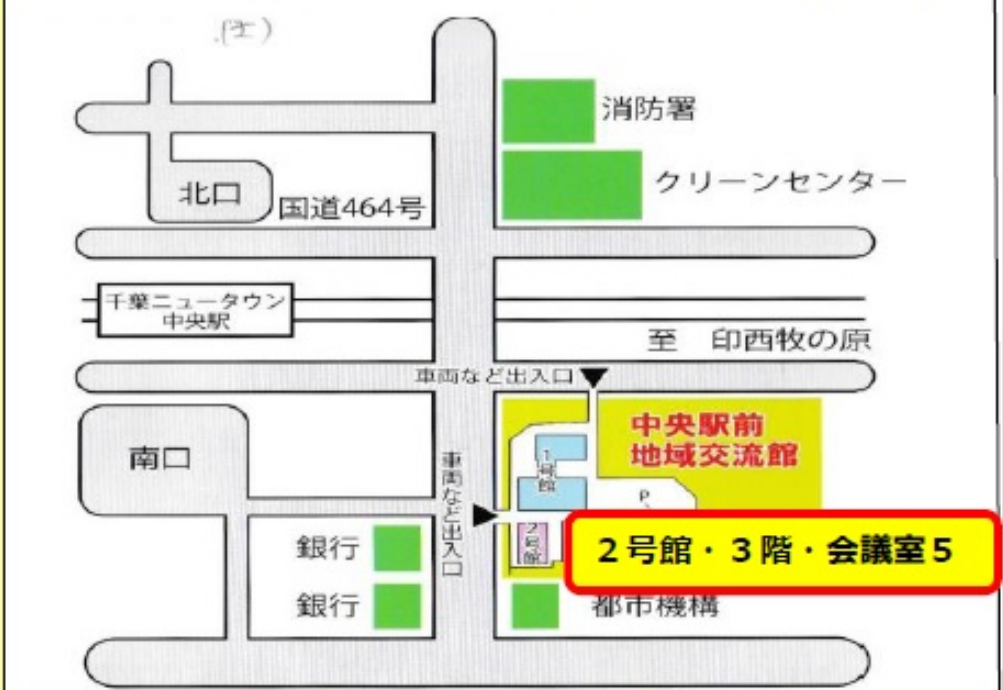 消防署
クリーンセンター
北口
国道464号
千葉ニュータウン
中央駅
至 印西牧の原
車両など出入口
南口
中央駅前
地域交流館
1号館
P
車両など出入口
2号館
2号館・3階・会議室5
銀行
銀行
都市機構